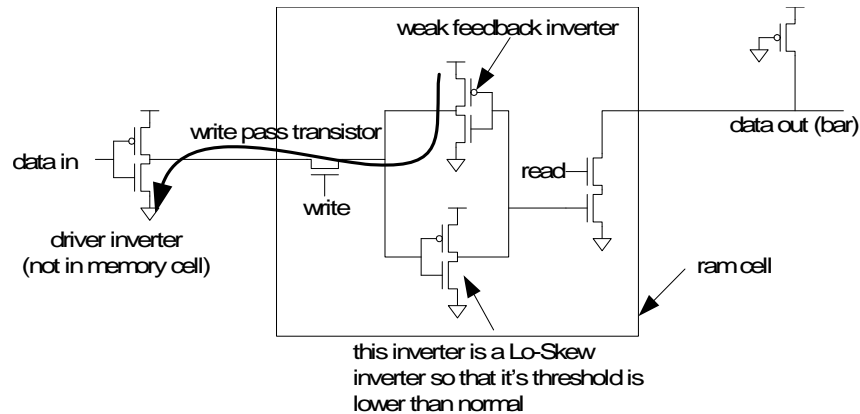 weak feedback inverter
write pass transistor
data out (bar)
data in
read
write
driver inverter
(not in memory cell)
ram cell
this inverter is a Lo-Skew
inverter so that it's threshold is
lower than normal